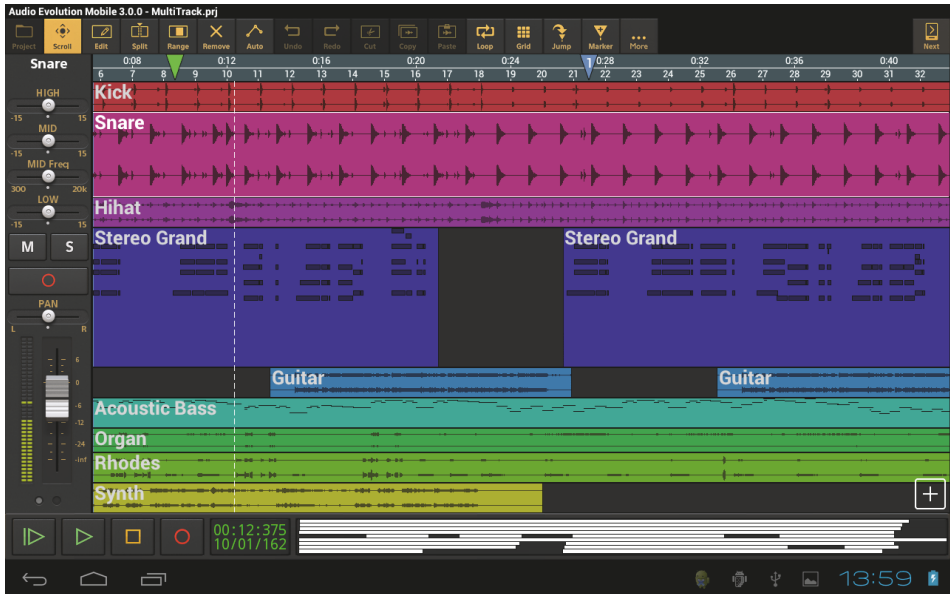 Audio Evolution Mobile 3.0.0 - MultiTrack.prj
Project Scroll Edit Split Range Remove Auto Undo Redo Cut Copy Paste Loop Grid Jump Marker More Next
Snare
0:08 0:12 0:16 0:20 0:24 1 0:28 0:32 0:36 0:40
6 7 8 9 10 11 12 13 14 15 16 17 18 19 20 21 22 23 24 25 26 27 28 29 30 31 32
HIGH
-15 15
MID
-15 15
MID Freq
300 20k
LOW
-15 15
M S
PAN
L R
6
0
-6
-12
-24
-inf
Kick
Snare
Hihat
Stereo Grand Stereo Grand
Guitar Guitar
Acoustic Bass
Organ
Rhodes
Synth
00:12:375
10/01/162
13:59